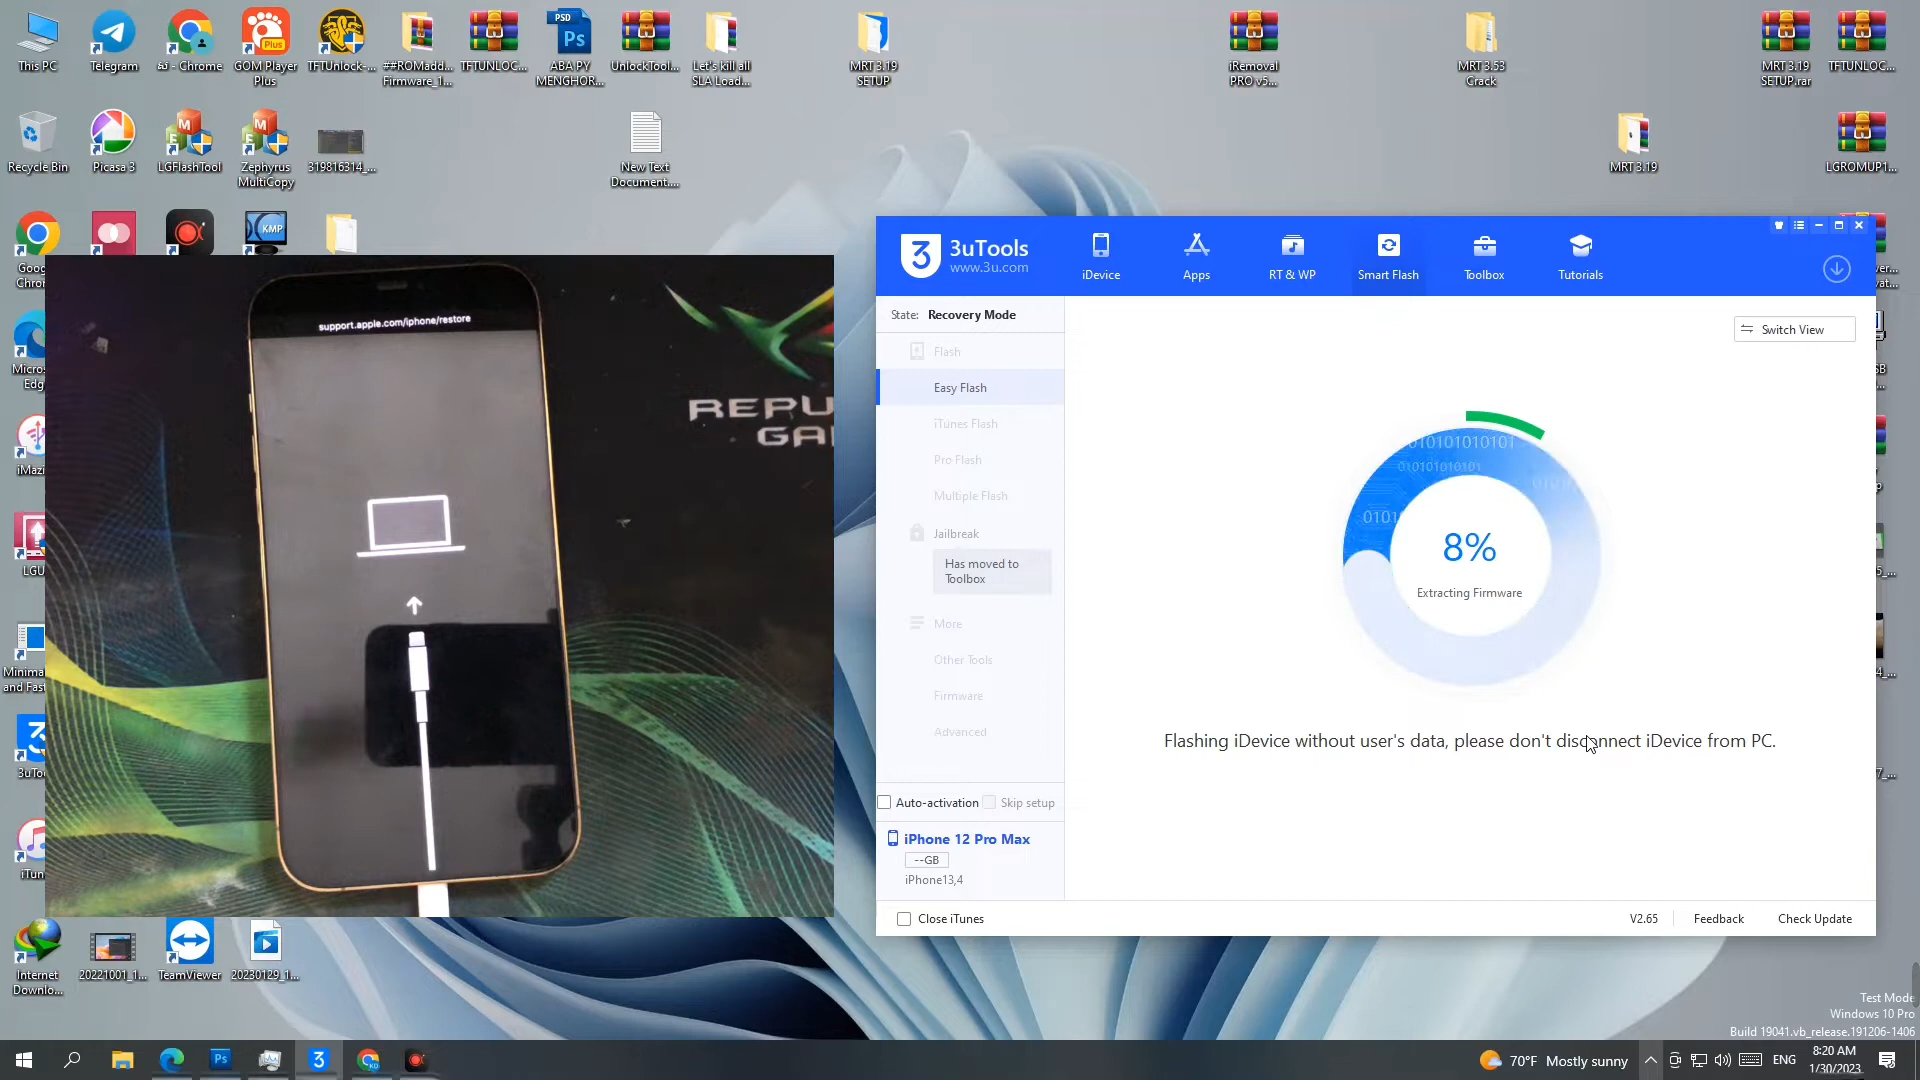 This PC
Telegram
GOM Player
Plus
TFTUnlock-...
##ROMadd...
Firmware_1...
TFTUNLOC...
PSD
Ps
ABA PY
MENGHOR...
UnlockTool...
Let's kill all
SLA Load...
MRT 3.19
SETUP
iRemoval
PRO v5...
MRT 3.53
Crack
MRT 3.19
SETUP.rar
TFTUNLOC...
Recycle Bin
Picasa 3
LGFlashTool
Zephyrus
MultiCopy
319816314_...
New Text
Document....
MRT 3.19
LGROMUP1...
KMP
support.apple.com/iphone/restore
3 3uTools
www.3u.com
iDevice
Apps
RT & WP
Smart Flash
Toolbox
Tutorials
State: Recovery Mode
Switch View
Flash
Easy Flash
iTunes Flash
Pro Flash
Multiple Flash
Jailbreak
Has moved to
Toolbox
More
Other Tools
Firmware
Advanced
8%
Extracting Firmware
Flashing iDevice without user's data, please don't disconnect iDevice from PC.
Auto-activation
Skip setup
iPhone 12 Pro Max
--GB
iPhone13,4
Close iTunes
V2.65
Feedback
Check Update
Internet
Downlo...
20221001_1...
TeamViewer
20230129_1...
Test Mode
Windows 10 Pro
Build 19041.vb_release.191206-1406
70°F Mostly sunny
ENG
8:20 AM
1/30/2023